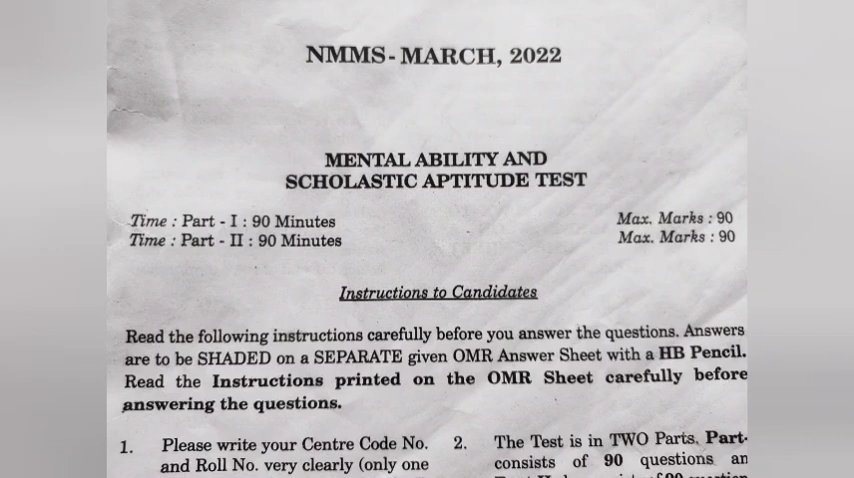 NMMS - MARCH, 2022
MENTAL ABILITY AND
SCHOLASTIC APTITUDE TEST
Time : Part - I : 90 Minutes Max. Marks : 90
Time : Part - II : 90 Minutes Max. Marks : 90
Instructions to Candidates
Read the following instructions carefully before you answer the questions. Answers
are to be SHADED on a SEPARATE given OMR Answer Sheet with a HB Pencil.
Read the Instructions printed on the OMR Sheet carefully before
answering the questions.
1. Please write your Centre Code No.
and Roll No. very clearly (only one
2. The Test is in TWO Parts. Part-
consists of 90 questions an